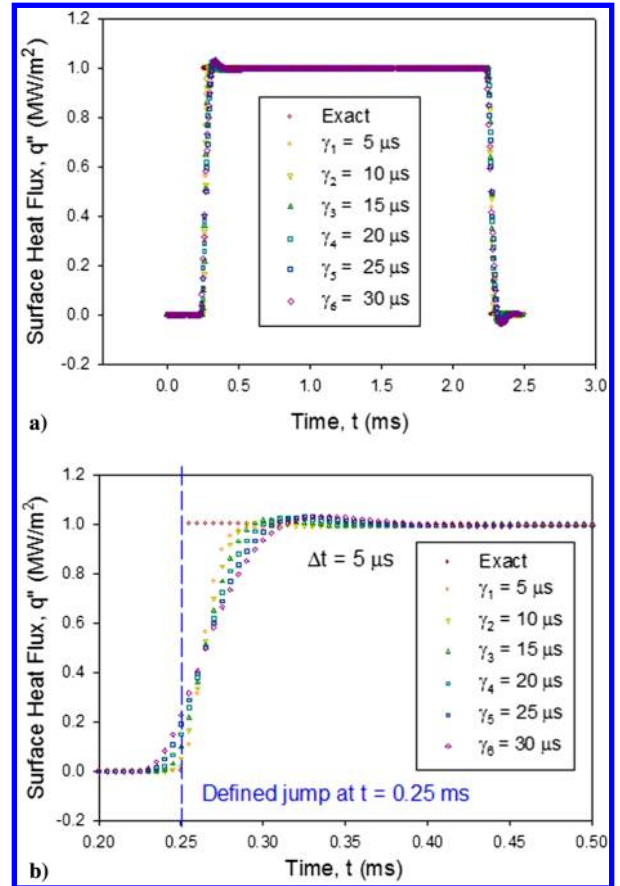 1.2
1.0
0.8
0.6
0.4
0.2
0.0
-0.2
Surface Heat Flux, q" (MW/m²)
Exact
γ₁ = 5 μs
γ₂ = 10 μs
γ₃ = 15 μs
γ₄ = 20 μs
γ₅ = 25 μs
γ₆ = 30 μs
0.0 0.5 1.0 1.5 2.0 2.5 3.0
Time, t (ms)
a)
1.2
1.0
0.8
0.6
0.4
0.2
0.0
-0.2
Surface Heat Flux, q" (MW/m²)
Δt = 5 μs
Exact
γ₁ = 5 μs
γ₂ = 10 μs
γ₃ = 15 μs
γ₄ = 20 μs
γ₅ = 25 μs
γ₆ = 30 μs
Defined jump at t = 0.25 ms
0.20 0.25 0.30 0.35 0.40 0.45 0.50
Time, t (ms)
b)